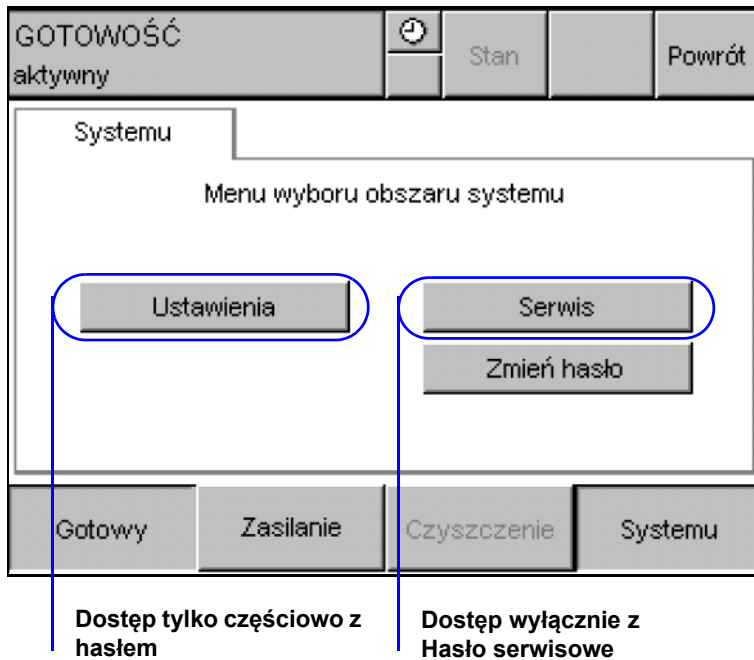 GOTOWOŚĆ
aktywny
Stan
Powrót
Systemu
Menu wyboru obszaru systemu
Ustawienia
Serwis
Zmień hasło
Gotowy
Zasilanie
Czyszczenie
Systemu
Dostęp tylko częściowo z
hasłem
Dostęp wyłącznie z
Hasło serwisowe